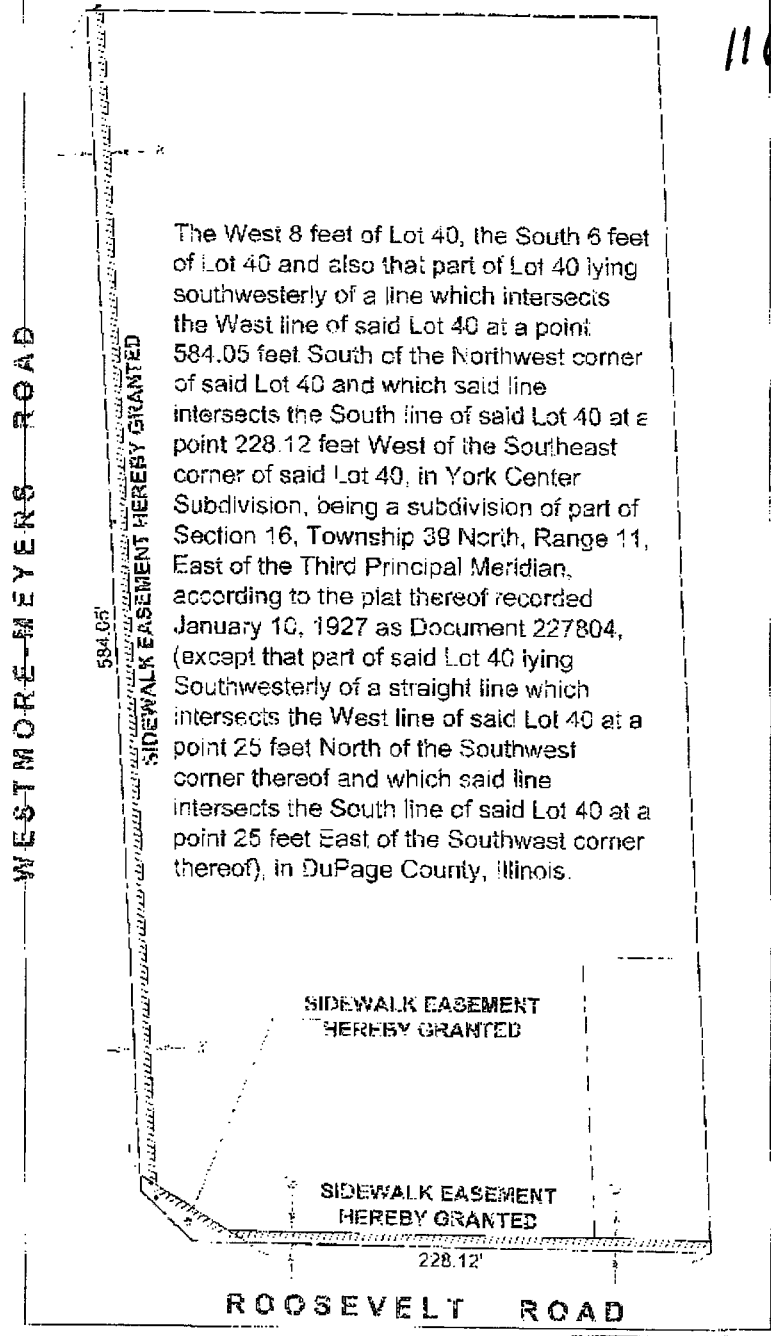 The West 8 feet of Lot 40, the South 6 feet
of Lot 40 and also that part of Lot 40 lying
southwesterly of a line which intersects
the West line of said Lot 40 at a point
584.05 feet South of the Northwest corner
of said Lot 40 and which said line
intersects the South line of said Lot 40 at a
point 228.12 feet West of the Southeast
corner of said Lot 40, in York Center
Subdivision, being a subdivision of part of
Section 16, Township 39 North, Range 11,
East of the Third Principal Meridian,
according to the plat thereof recorded
January 10, 1927 as Document 227804,
(except that part of said Lot 40 lying
Southwesterly of a straight line which
intersects the West line of said Lot 40 at a
point 25 feet North of the Southwest
corner thereof and which said line
intersects the South line of said Lot 40 at a
point 25 feet East of the Southwest corner
thereof), in DuPage County, Illinois.
WESTMORE-MEYERS ROAD
584.05'
SIDEWALK EASEMENT HEREBY GRANTED
SIDEWALK EASEMENT
HEREBY GRANTED
SIDEWALK EASEMENT
HEREBY GRANTED
228.12'
ROOSEVELT ROAD